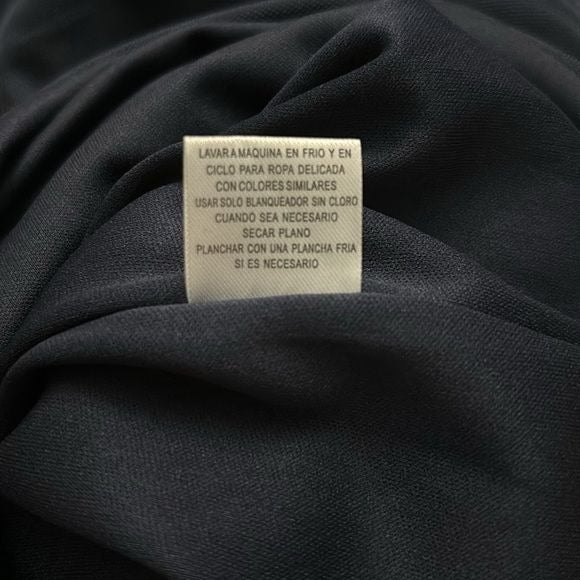 LAVAR A MAQUINA EN FRIO Y EN
CICLO PARA ROPA DELICADA
CON COLORES SIMILARES
USAR SOLO BLANQUEADOR SIN CLORO
CUANDO SEA NECESARIO
SECAR PLANO
PLANCHAR CON UNA PLANCHA FRIA
SI ES NECESARIO